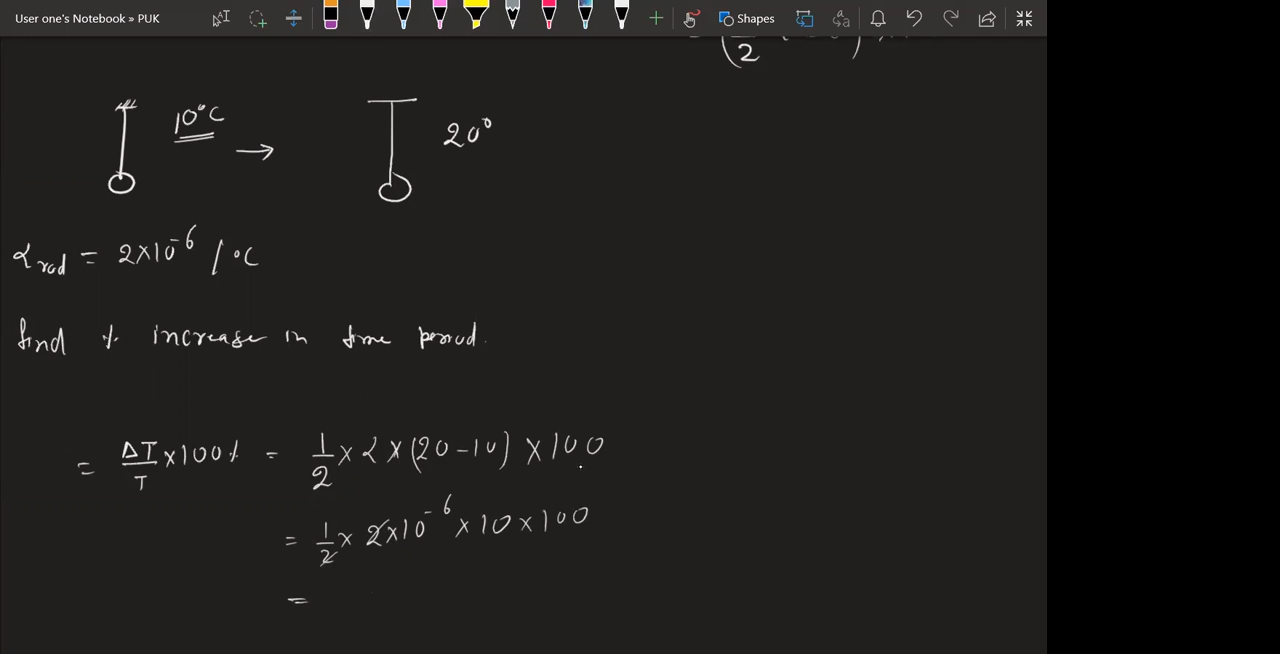 User one's Notebook » PUK
Shapes
2
10°C
20°
α rod = 2×10⁻⁶ / °C
find % increase in time period.
= ΔT/T ×100% = 1/2 × α × (20-10) × 100
= 1/2 × 2×10⁻⁶ × 10 × 100
=